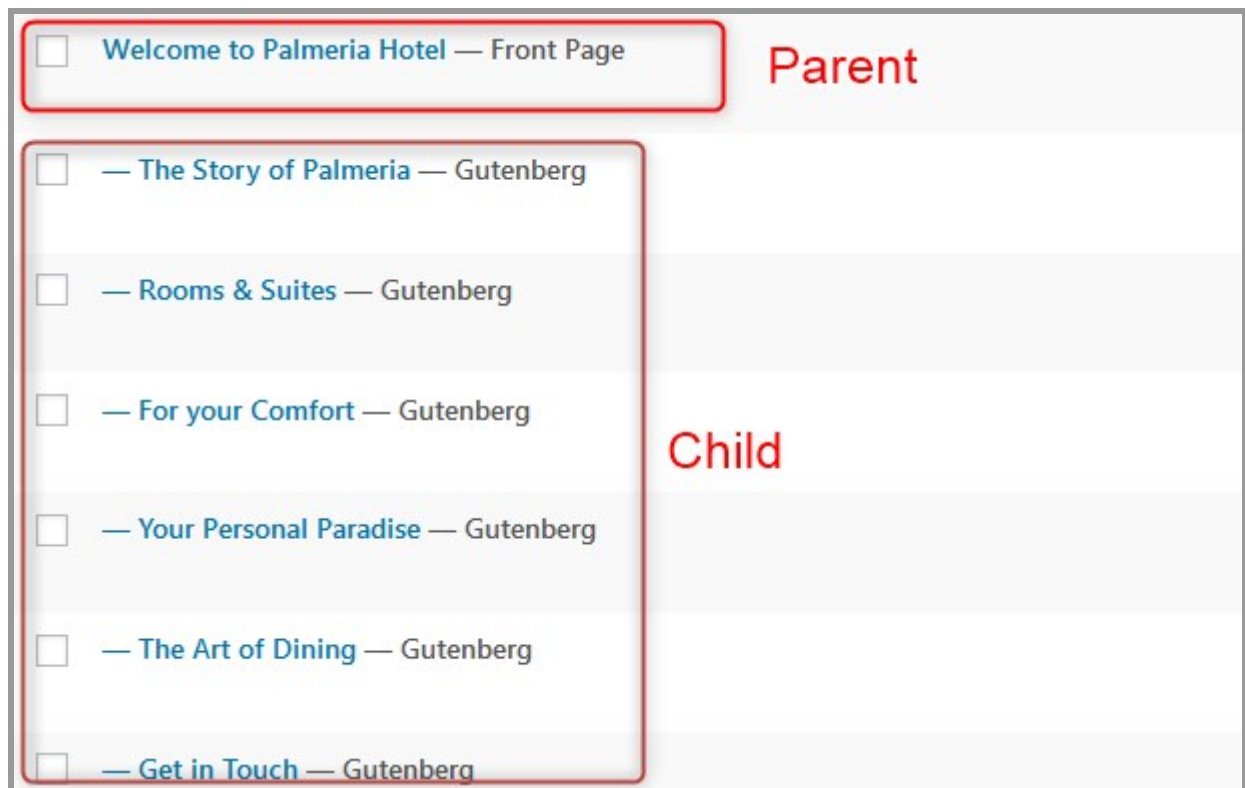 Welcome to Palmeria Hotel — Front Page
Parent
— The Story of Palmeria — Gutenberg
— Rooms & Suites — Gutenberg
— For your Comfort — Gutenberg
Child
— Your Personal Paradise — Gutenberg
— The Art of Dining — Gutenberg
— Get in Touch — Gutenberg